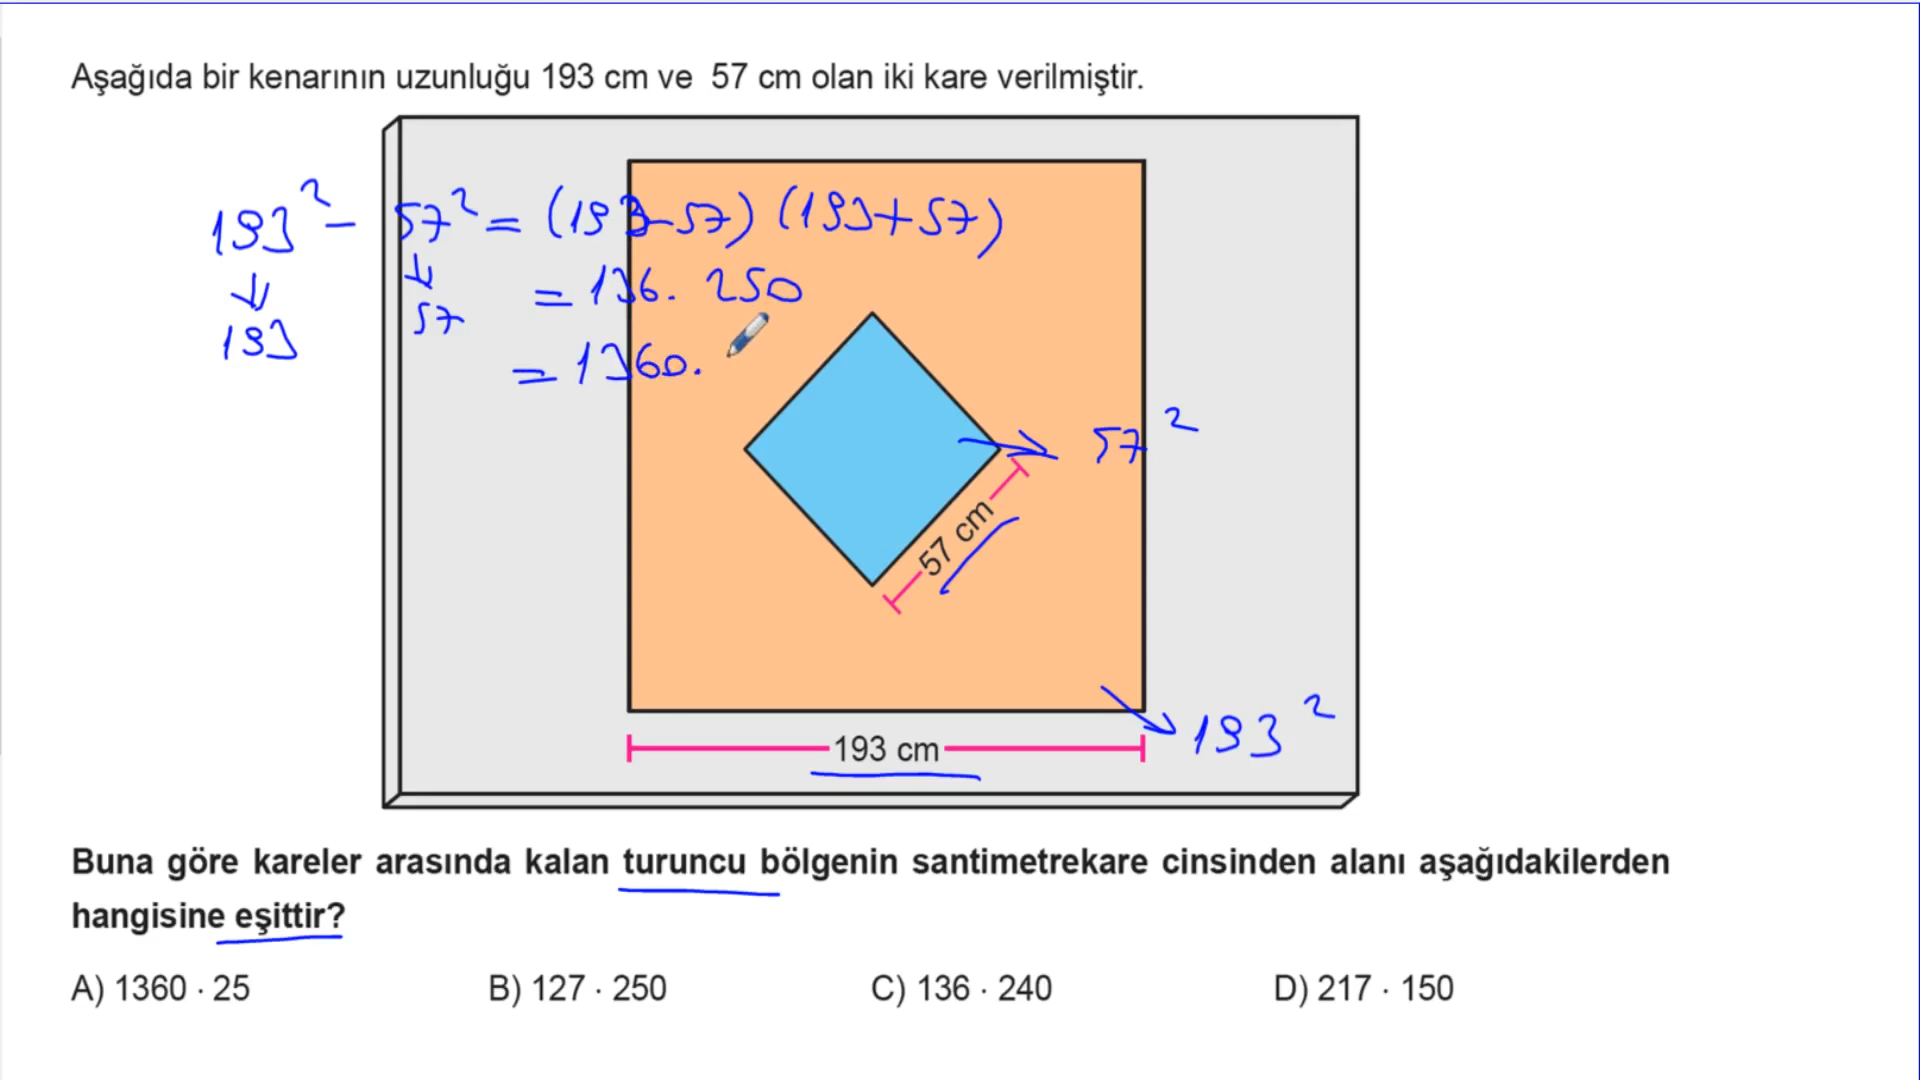 Aşağıda bir kenarının uzunluğu 193 cm ve 57 cm olan iki kare verilmiştir.
193² - 57² = (193-57) (193+57)
↓ ↓
193 57
= 136. 250
= 1360.
57²
57 cm
193²
193 cm
Buna göre kareler arasında kalan turuncu bölgenin santimetrekare cinsinden alanı aşağıdakilerden
hangisine eşittir?
A) 1360 · 25 B) 127 · 250 C) 136 · 240 D) 217 · 150